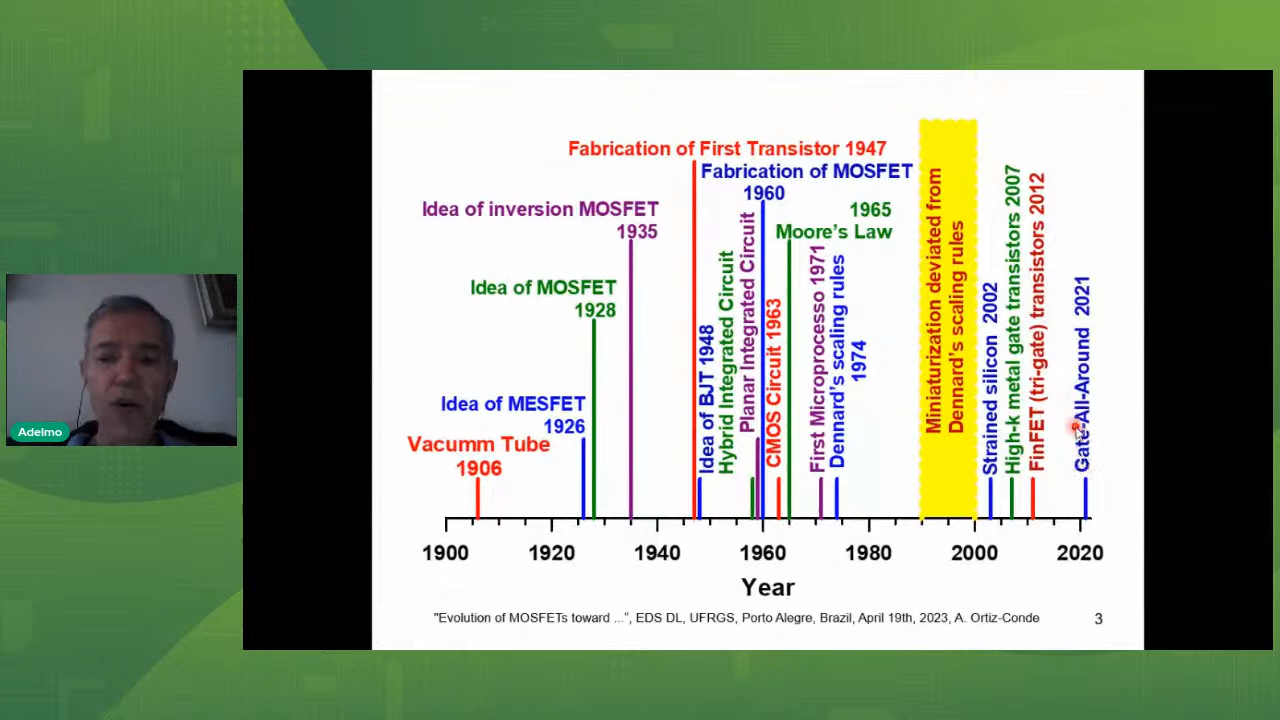 Fabrication of First Transistor 1947
Fabrication of MOSFET
1960
Idea of inversion MOSFET
1935
1965
Moore's Law
Idea of MOSFET
1928
Idea of MESFET
1926
Vacumm Tube
1906
Idea of BJT 1948
Hybrid Integrated Circuit
Planar Integrated Circuit
CMOS Circuit 1963
First Microprocesso 1971
Dennard's scaling rules
1974
Miniaturization deviated from
Dennard's scaling rules
Strained silicon 2002
High-k metal gate transistors 2007
FinFET (tri-gate) transistors 2012
Gate-All-Around 2021
Adelmo
1900 1920 1940 1960 1980 2000 2020
Year
"Evolution of MOSFETs toward ...", EDS DL, UFRGS, Porto Alegre, Brazil, April 19th, 2023, A. Ortiz-Conde
3